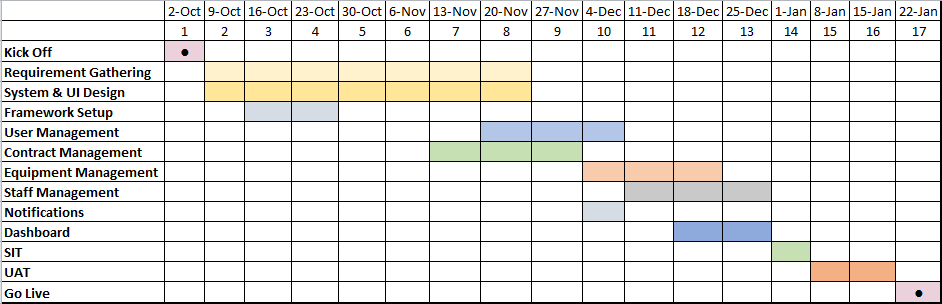 2-Oct 9-Oct 16-Oct 23-Oct 30-Oct 6-Nov 13-Nov 20-Nov 27-Nov 4-Dec 11-Dec 18-Dec 25-Dec 1-Jan 8-Jan 15-Jan 22-Jan
1 2 3 4 5 6 7 8 9 10 11 12 13 14 15 16 17
Kick Off ●
Requirement Gathering
System & UI Design
Framework Setup
User Management
Contract Management
Equipment Management
Staff Management
Notifications
Dashboard
SIT
UAT
Go Live ●